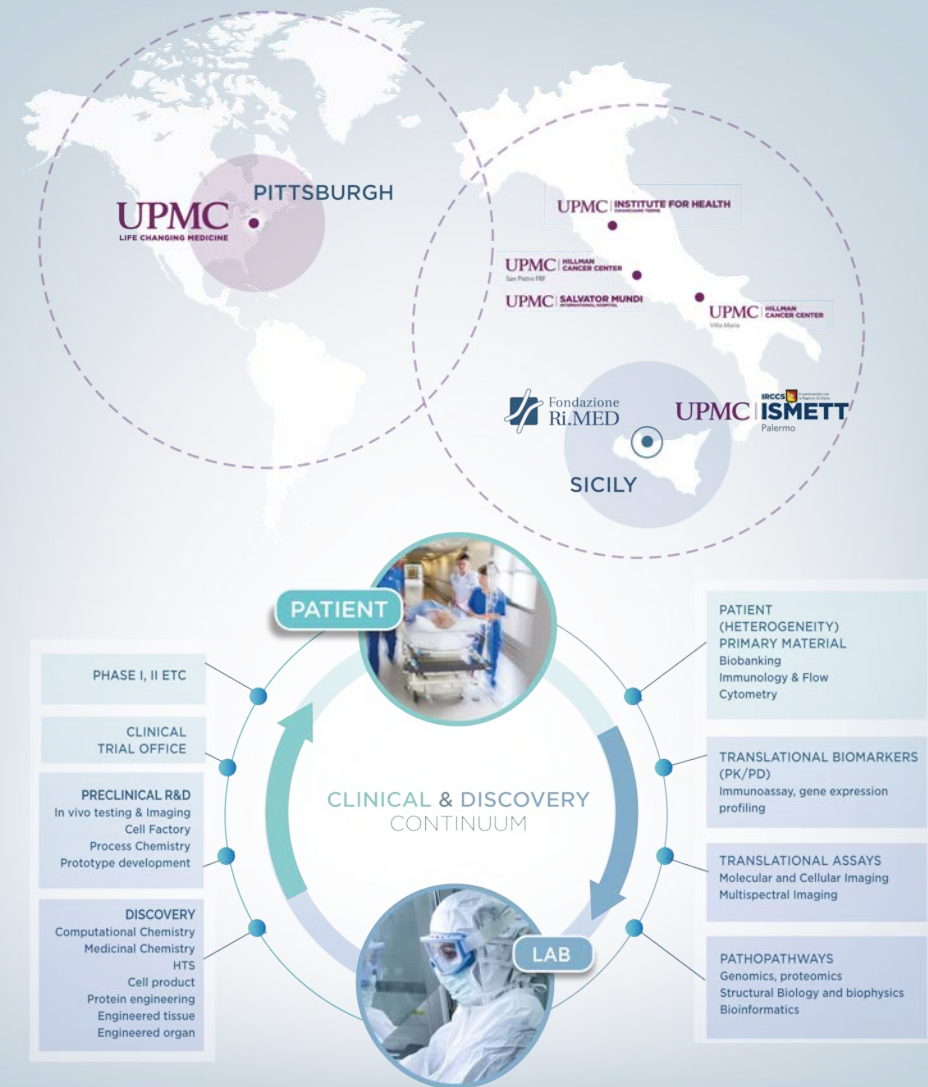 PITTSBURGH
UPMC
LIFE CHANGING MEDICINE
UPMC INSTITUTE FOR HEALTH
CHIANCIANO TERME
UPMC HILLMAN
CANCER CENTER
San Pietro FBF
UPMC SALVATOR MUNDI
INTERNATIONAL HOSPITAL
UPMC HILLMAN
CANCER CENTER
Villa Maria
Fondazione
Ri.MED
UPMC IRCCS
ISMETT
Palermo
SICILY
PATIENT
PHASE I, II ETC
CLINICAL
TRIAL OFFICE
PRECLINICAL R&D
In vivo testing & Imaging
Cell Factory
Process Chemistry
Prototype development
DISCOVERY
Computational Chemistry
Medicinal Chemistry
HTS
Cell product
Protein engineering
Engineered tissue
Engineered organ
CLINICAL & DISCOVERY
CONTINUUM
LAB
PATIENT
(HETEROGENEITY)
PRIMARY MATERIAL
Biobanking
Immunology & Flow
Cytometry
TRANSLATIONAL BIOMARKERS
(PK/PD)
Immunoassay, gene expression
profiling
TRANSLATIONAL ASSAYS
Molecular and Cellular Imaging
Multispectral Imaging
PATHOPATHWAYS
Genomics, proteomics
Structural Biology and biophysics
Bioinformatics